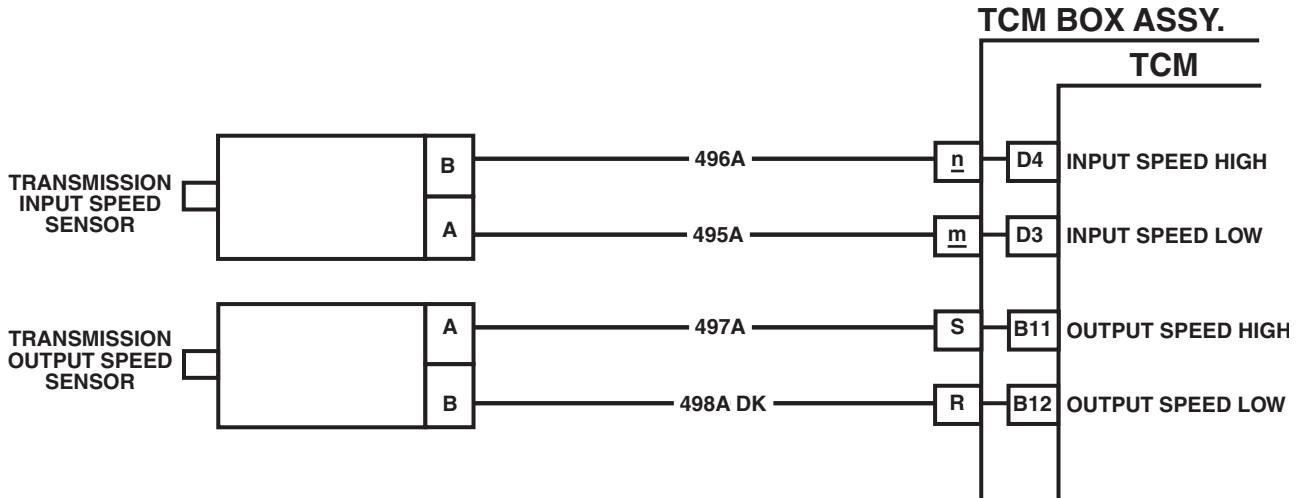 TCM BOX ASSY.
TCM
TRANSMISSION
INPUT SPEED
SENSOR
B
496A
n
D4
INPUT SPEED HIGH
A
495A
m
D3
INPUT SPEED LOW
TRANSMISSION
OUTPUT SPEED
SENSOR
A
497A
S
B11
OUTPUT SPEED HIGH
B
498A DK
R
B12
OUTPUT SPEED LOW